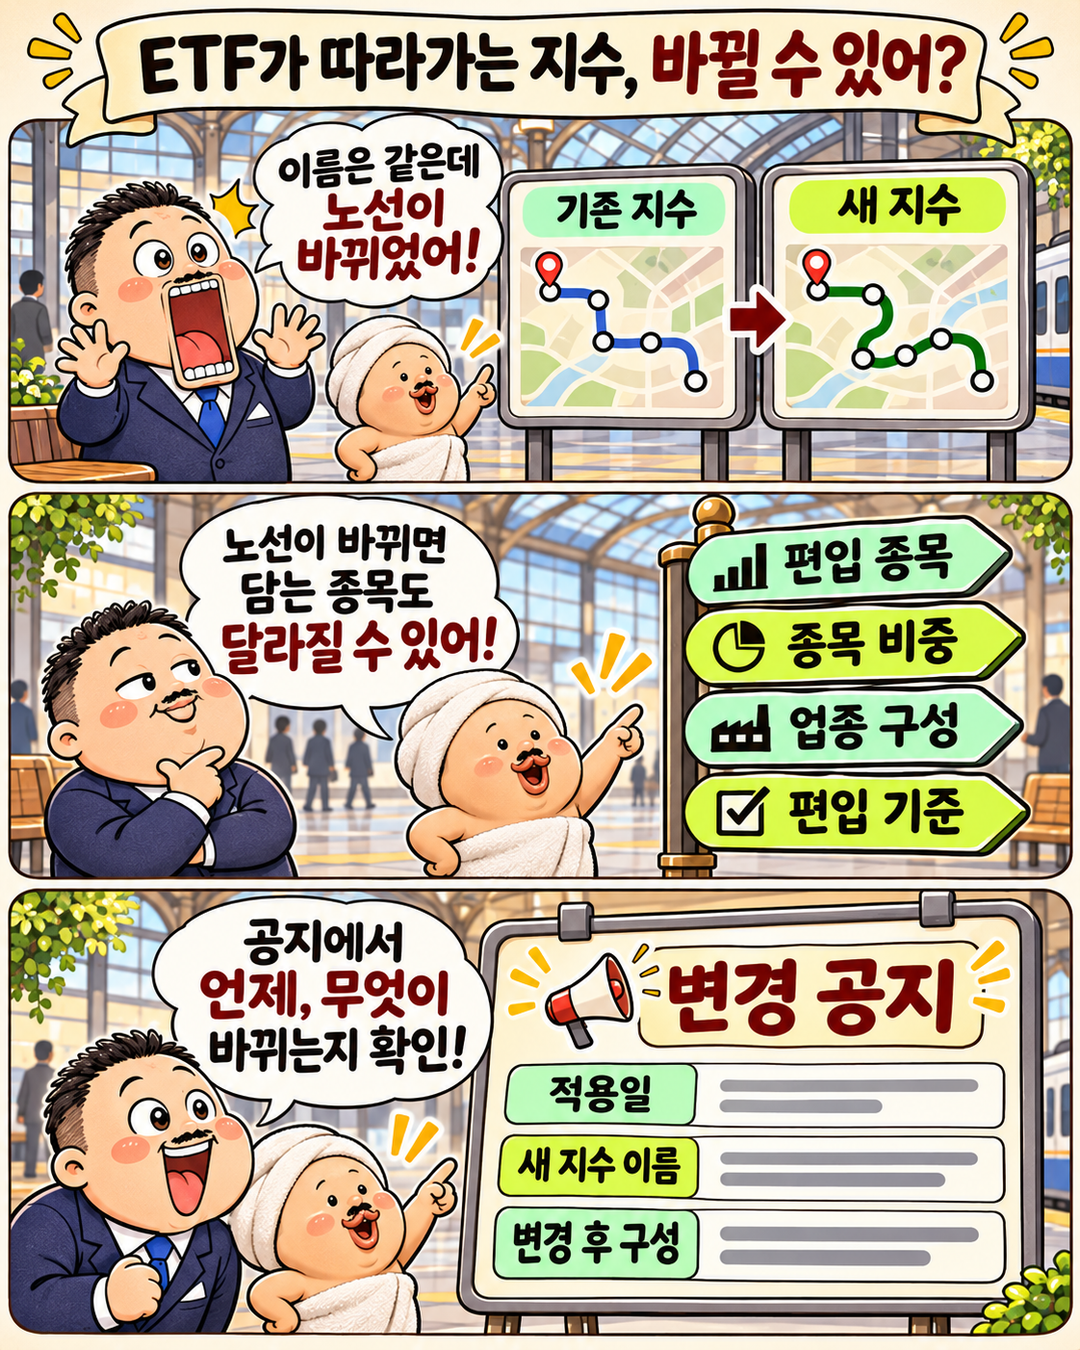 ETF가 따라가는 지수, 바뀔 수 있어?
이름은 같은데
노선이
바뀌었어!
기존 지수
새 지수
노선이 바뀌면
담는 종목도
달라질 수 있어!
편입 종목
종목 비중
업종 구성
편입 기준
공지에서
언제, 무엇이
바뀌는지 확인!
변경 공지
적용일
새 지수 이름
변경 후 구성